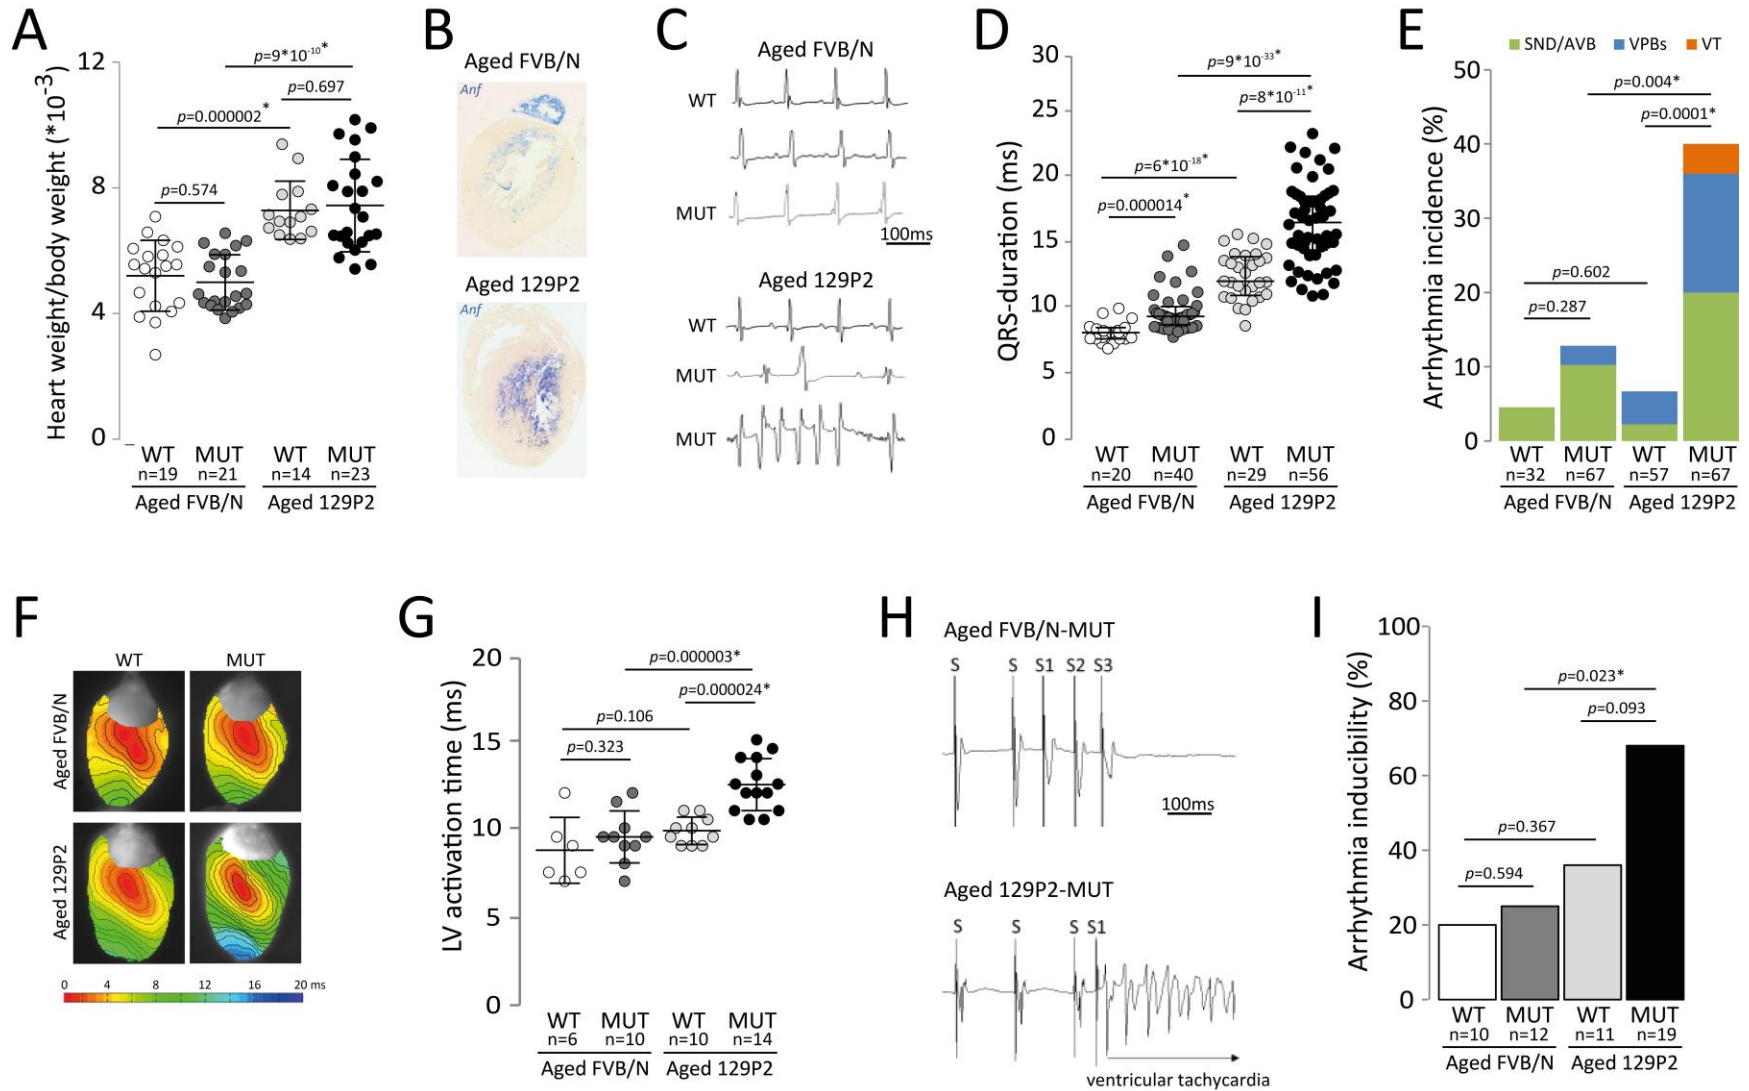 A
Heart weight/body weight (*10-3)
12
8
4
0
p=9*10-10*
p=0.697
p=0.000002*
p=0.574
WT MUT WT MUT
n=19 n=21 n=14 n=23
Aged FVB/N Aged 129P2
B
Aged FVB/N
Anf
Aged 129P2
Anf
C
Aged FVB/N
WT
MUT
100ms
Aged 129P2
WT
MUT
MUT
D
QRS-duration (ms)
30
25
20
15
10
5
0
p=9*10-33*
p=8*10-11*
p=6*10-18*
p=0.000014*
WT MUT WT MUT
n=20 n=40 n=29 n=56
Aged FVB/N Aged 129P2
E
SND/AVB VPBs VT
Arrhythmia incidence (%)
50
40
30
20
10
0
p=0.004*
p=0.0001*
p=0.602
p=0.287
WT MUT WT MUT
n=32 n=67 n=57 n=67
Aged FVB/N Aged 129P2
F
WT MUT
Aged FVB/N
Aged 129P2
0 4 8 12 16 20 ms
G
LV activation time (ms)
20
15
10
5
0
p=0.000003*
p=0.000024*
p=0.106
p=0.323
WT MUT WT MUT
n=6 n=10 n=10 n=14
Aged FVB/N Aged 129P2
H
Aged FVB/N-MUT
S S S1 S2 S3
100ms
Aged 129P2-MUT
S S S S1
ventricular tachycardia
I
Arrhythmia inducibility (%)
100
80
60
40
20
0
p=0.023*
p=0.093
p=0.367
p=0.594
WT MUT WT MUT
n=10 n=12 n=11 n=19
Aged FVB/N Aged 129P2